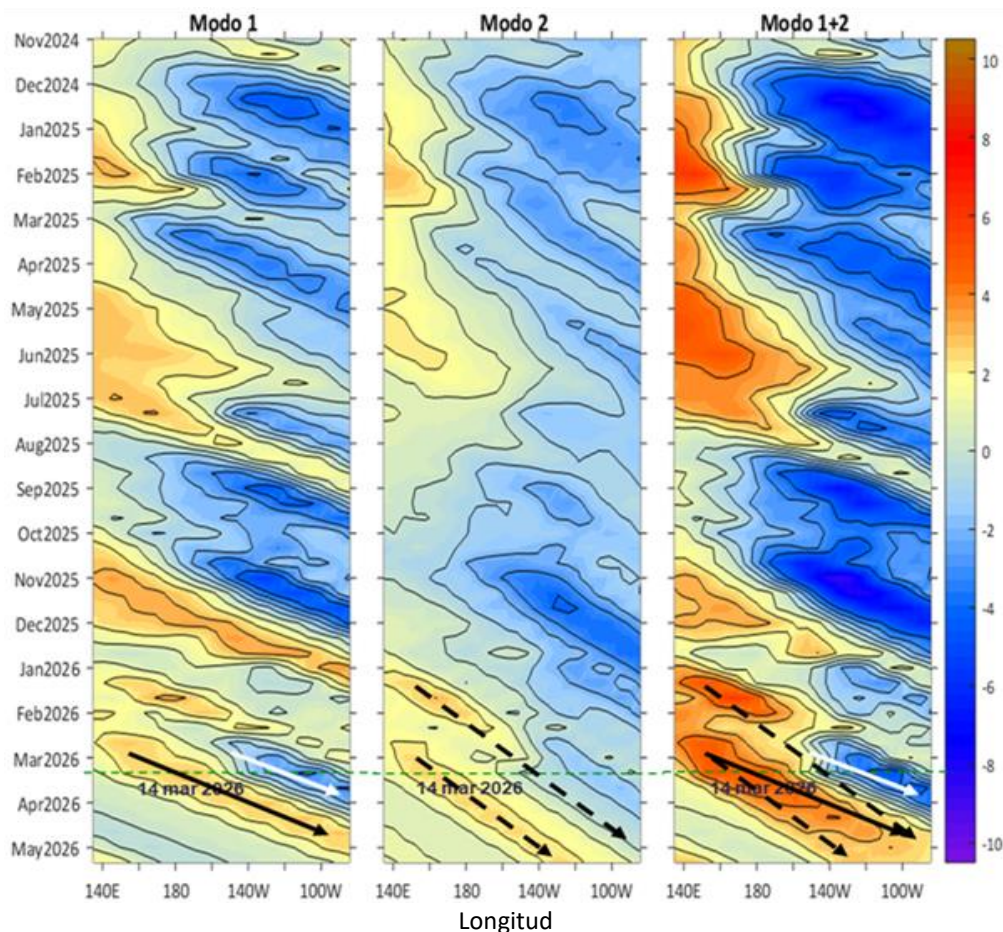 Modo 1
Modo 2
Modo 1+2
Nov2024
Dec2024
Jan2025
Feb2025
Mar2025
Apr2025
May2025
Jun2025
Jul2025
Aug2025
Sep2025
Oct2025
Nov2025
Dec2025
Jan2026
Feb2026
Mar2026
Apr2026
May2026
14 mar 2026
14 mar 2026
14 mar 2026
140E 180 140W 100W
140E 180 140W 100W
140E 180 140W 100W
Longitud
10
8
6
4
2
0
-2
-4
-6
-8
-10